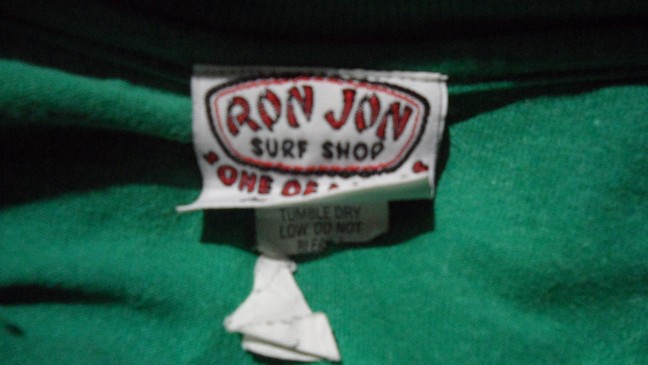 RON JON
SURF SHOP
ONE OF A
TUMBLE DRY
LOW DO NOT